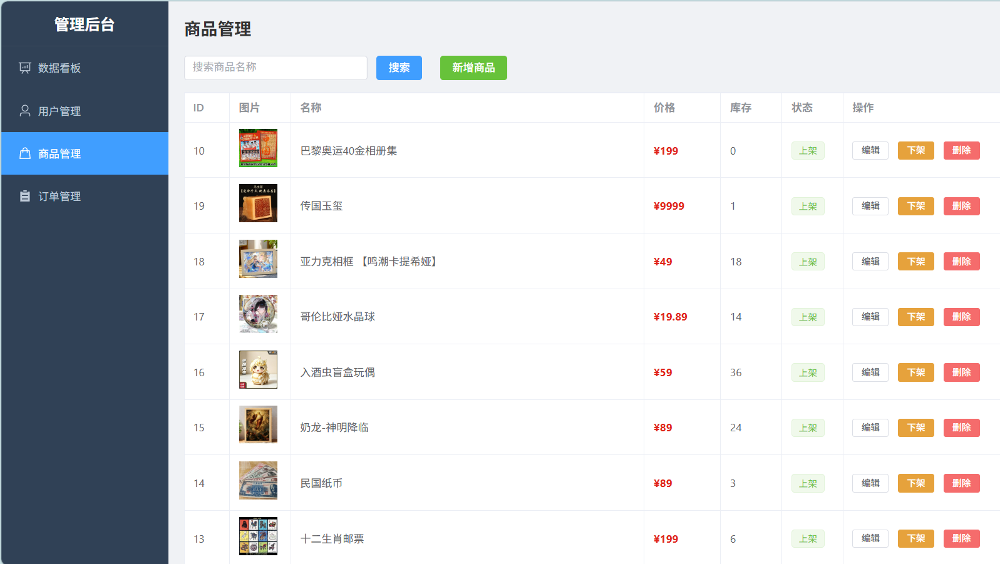 管理后台
数据看板
用户管理
商品管理
订单管理
商品管理
搜索商品名称 搜索 新增商品
ID 图片 名称 价格 库存 状态 操作
10 巴黎奥运40金相册集 ¥199 0 上架 编辑 下架 删除
19 传国玉玺 ¥9999 1 上架 编辑 下架 删除
18 亚力克相框 【鸣潮卡提希娅】 ¥49 18 上架 编辑 下架 删除
17 哥伦比娅水晶球 ¥19.89 14 上架 编辑 下架 删除
16 入酒虫盲盒玩偶 ¥59 36 上架 编辑 下架 删除
15 奶龙-神明降临 ¥89 24 上架 编辑 下架 删除
14 民国纸币 ¥89 3 上架 编辑 下架 删除
13 十二生肖邮票 ¥199 6 上架 编辑 下架 删除